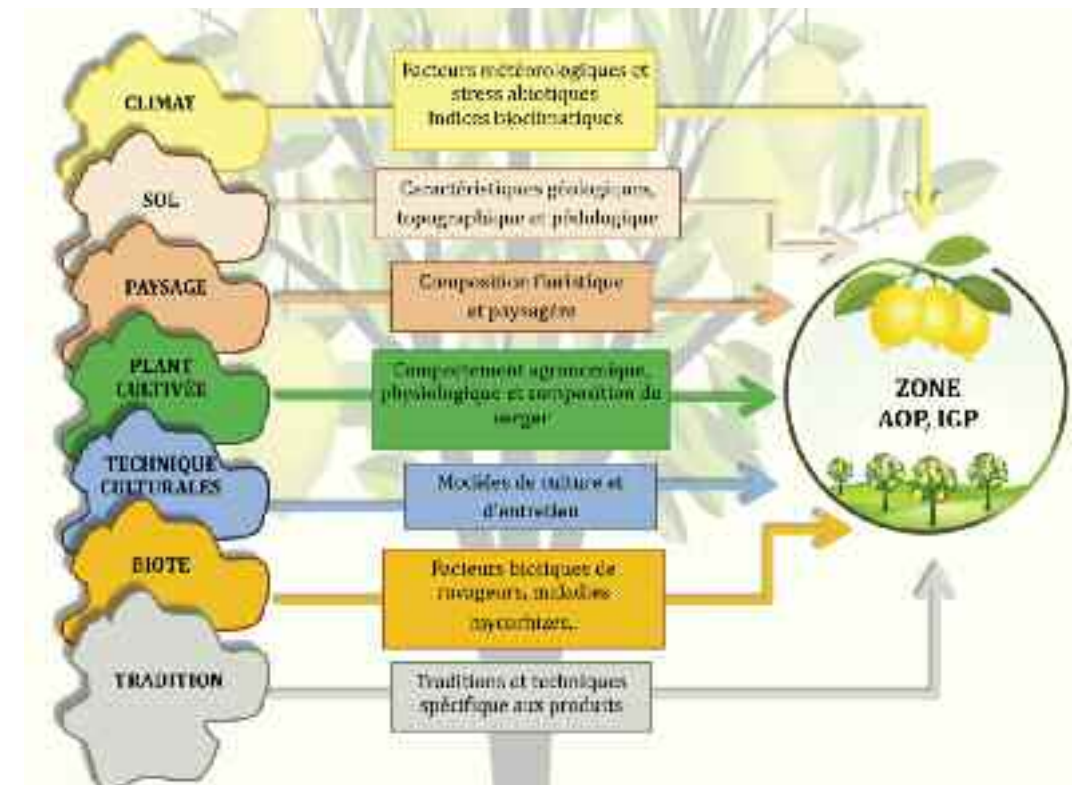 CLIMAT
Facteurs météorologiques et
stress abiotiques
Indices bioclimatiques
SOL
Caractéristiques géologiques,
topographique et pédologique
PAYSAGE
Composition floristique
et paysagère
PLANT
CULTIVÉE
Comportement agronomique,
physiologique et composition du
verger
TECHNIQUE
CULTURALES
Modèles de culture et
d'entretien
BIOTE
Facteurs biotiques de
ravageurs, maladies
mycorhizes..
TRADITION
Traditions et techniques
spécifique aux produits
ZONE
AOP, IGP